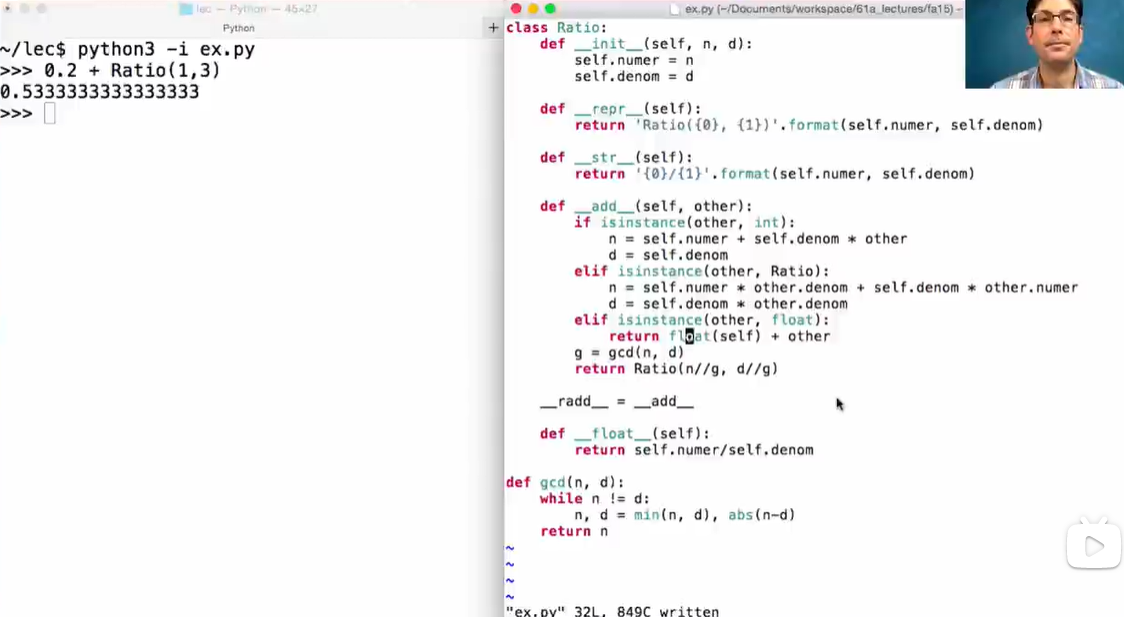 lec — Python — 45×27
Python
+
~/lec$ python3 -i ex.py
>>> 0.2 + Ratio(1,3)
0.5333333333333333
>>>
ex.py (~/Documents/workspace/61a_lectures/fa15) –
class Ratio:
    def __init__(self, n, d):
        self.numer = n
        self.denom = d
    def __repr__(self):
        return 'Ratio({0}, {1})'.format(self.numer, self.denom)
    def __str__(self):
        return '{0}/{1}'.format(self.numer, self.denom)
    def __add__(self, other):
        if isinstance(other, int):
            n = self.numer + self.denom * other
            d = self.denom
        elif isinstance(other, Ratio):
            n = self.numer * other.denom + self.denom * other.numer
            d = self.denom * other.denom
        elif isinstance(other, float):
            return float(self) + other
        g = gcd(n, d)
        return Ratio(n//g, d//g)
    __radd__ = __add__
    def __float__(self):
        return self.numer/self.denom
def gcd(n, d):
    while n != d:
        n, d = min(n, d), abs(n-d)
    return n
~
~
~
~
"ex.py" 32L, 849C written